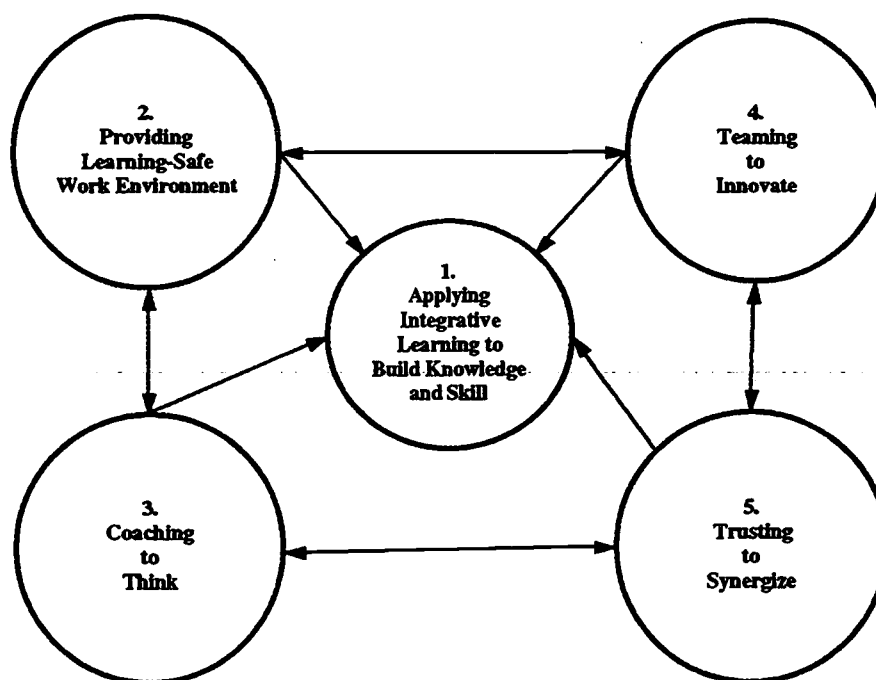 2.
Providing
Learning-Safe
Work Environment
4.
Teaming
to
Innovate
1.
Applying
Integrative
Learning to
Build Knowledge
and Skill
3.
Coaching
to
Think
5.
Trusting
to
Synergize